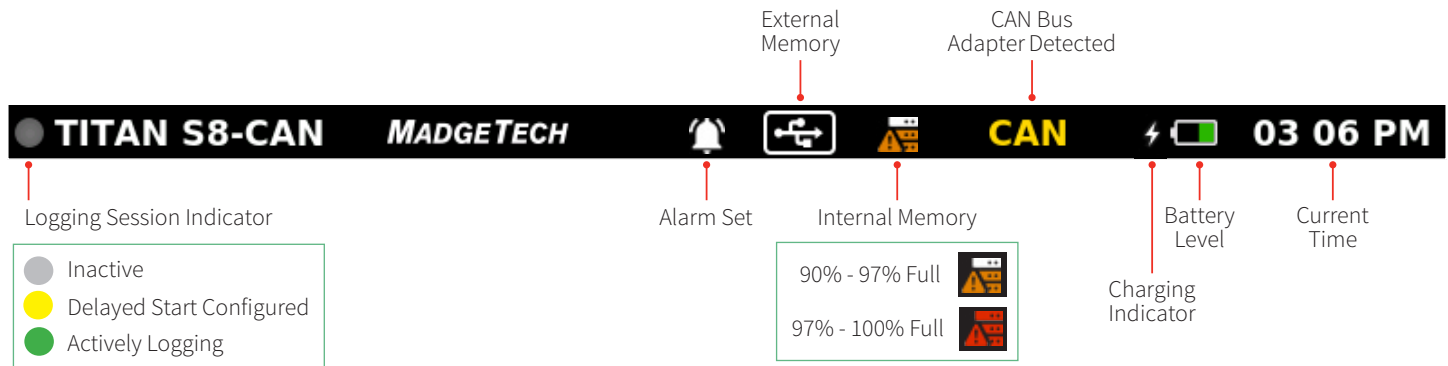 External
Memory
CAN Bus
Adapter Detected
TITAN S8-CAN MADGETECH CAN 03 06 PM
Logging Session Indicator
Alarm Set
Internal Memory
Battery
Level
Current
Time
Inactive
Delayed Start Configured
Actively Logging
90% - 97% Full
97% - 100% Full
Charging
Indicator